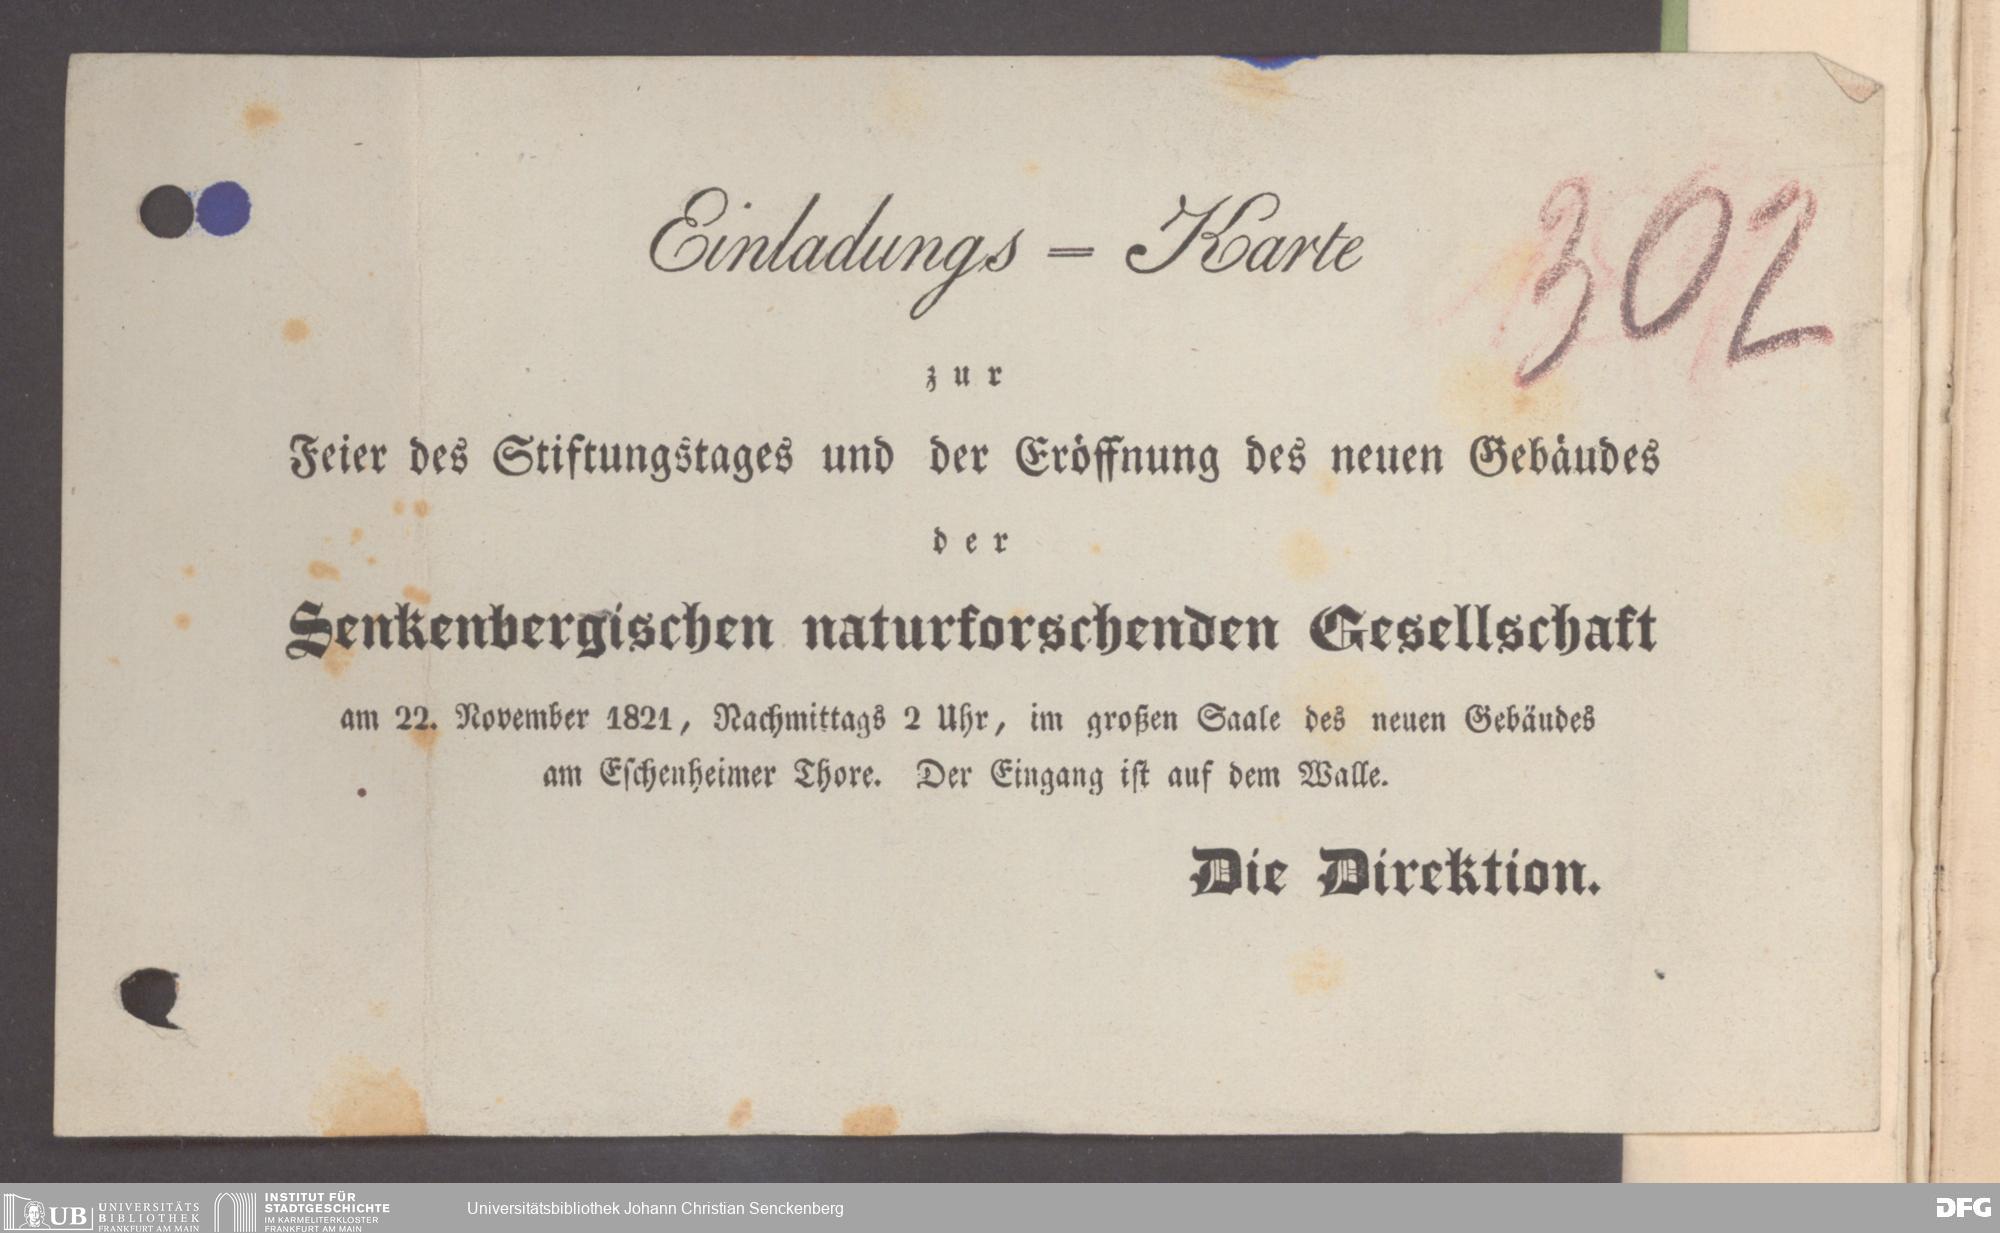 Einladungs = Karte
302
zur
Feier des Stiftungstages und der Eröffnung des neuen Gebäudes
der
Senkenbergischen naturforschenden Gesellschaft
am 22. November 1821, Nachmittags 2 Uhr, im großen Saale des neuen Gebäudes
am Eſchenheimer Thore. Der Eingang iſt auf dem Walle.
Die Direktion.
UB UNIVERSITÄTS
BIBLIOTHEK
FRANKFURT AM MAIN
INSTITUT FÜR
STADTGESCHICHTE
IM KARMELITERKLOSTER
FRANKFURT AM MAIN
Universitätsbibliothek Johann Christian Senckenberg
DFG